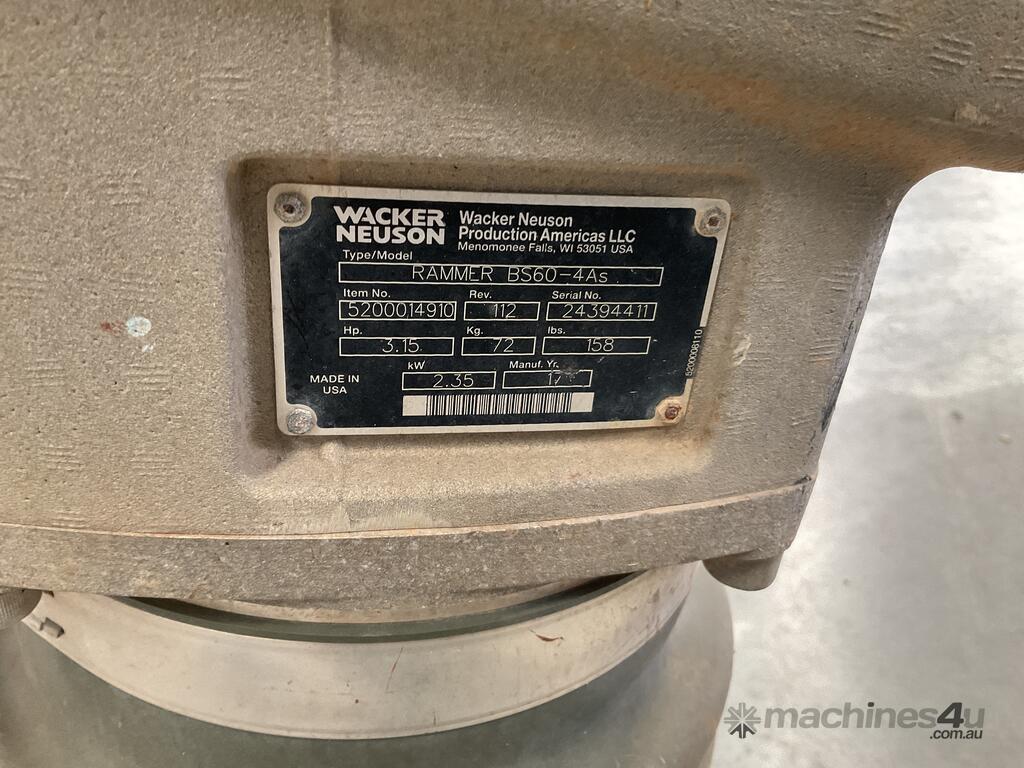 WACKER
NEUSON
Wacker Neuson
Production Americas LLC
Menomonee Falls, WI 53051 USA
Type/Model
RAMMER BS60-4As
Item No. Rev. Serial No.
5200014910 112 24394411
Hp. Kg. lbs.
3.15 72 158
kW Manuf. Yr.
2.35 17
MADE IN
USA
5200008110
machines4u
.com.au